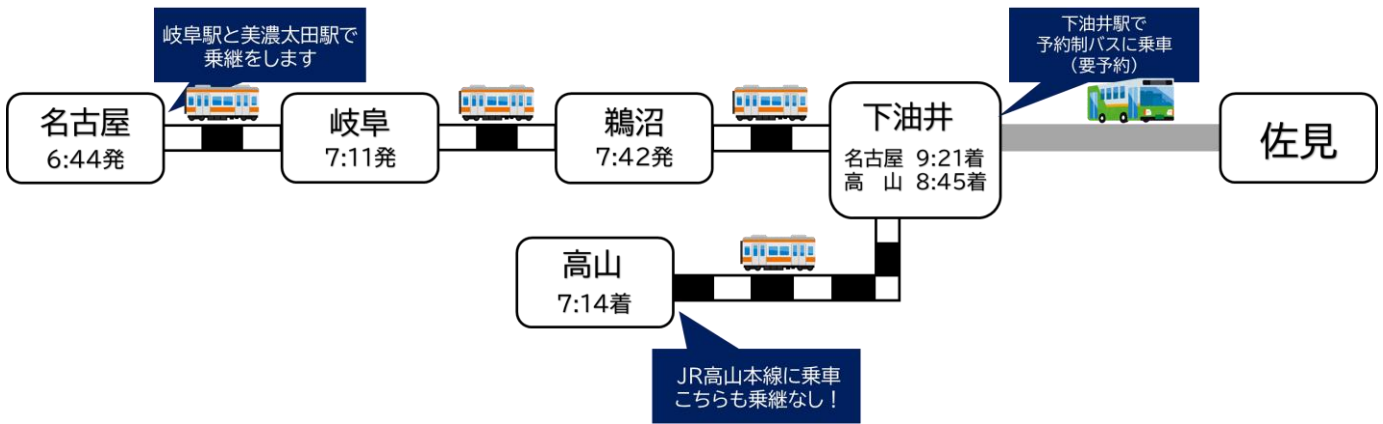 岐阜駅と美濃太田駅で
乗継をします
下油井駅で
予約制バスに乗車
（要予約）
名古屋
6:44発
岐阜
7:11発
鵜沼
7:42発
下油井
名古屋 9:21着
高　山 8:45着
佐見
高山
7:14着
JR高山本線に乗車
こちらも乗継なし！